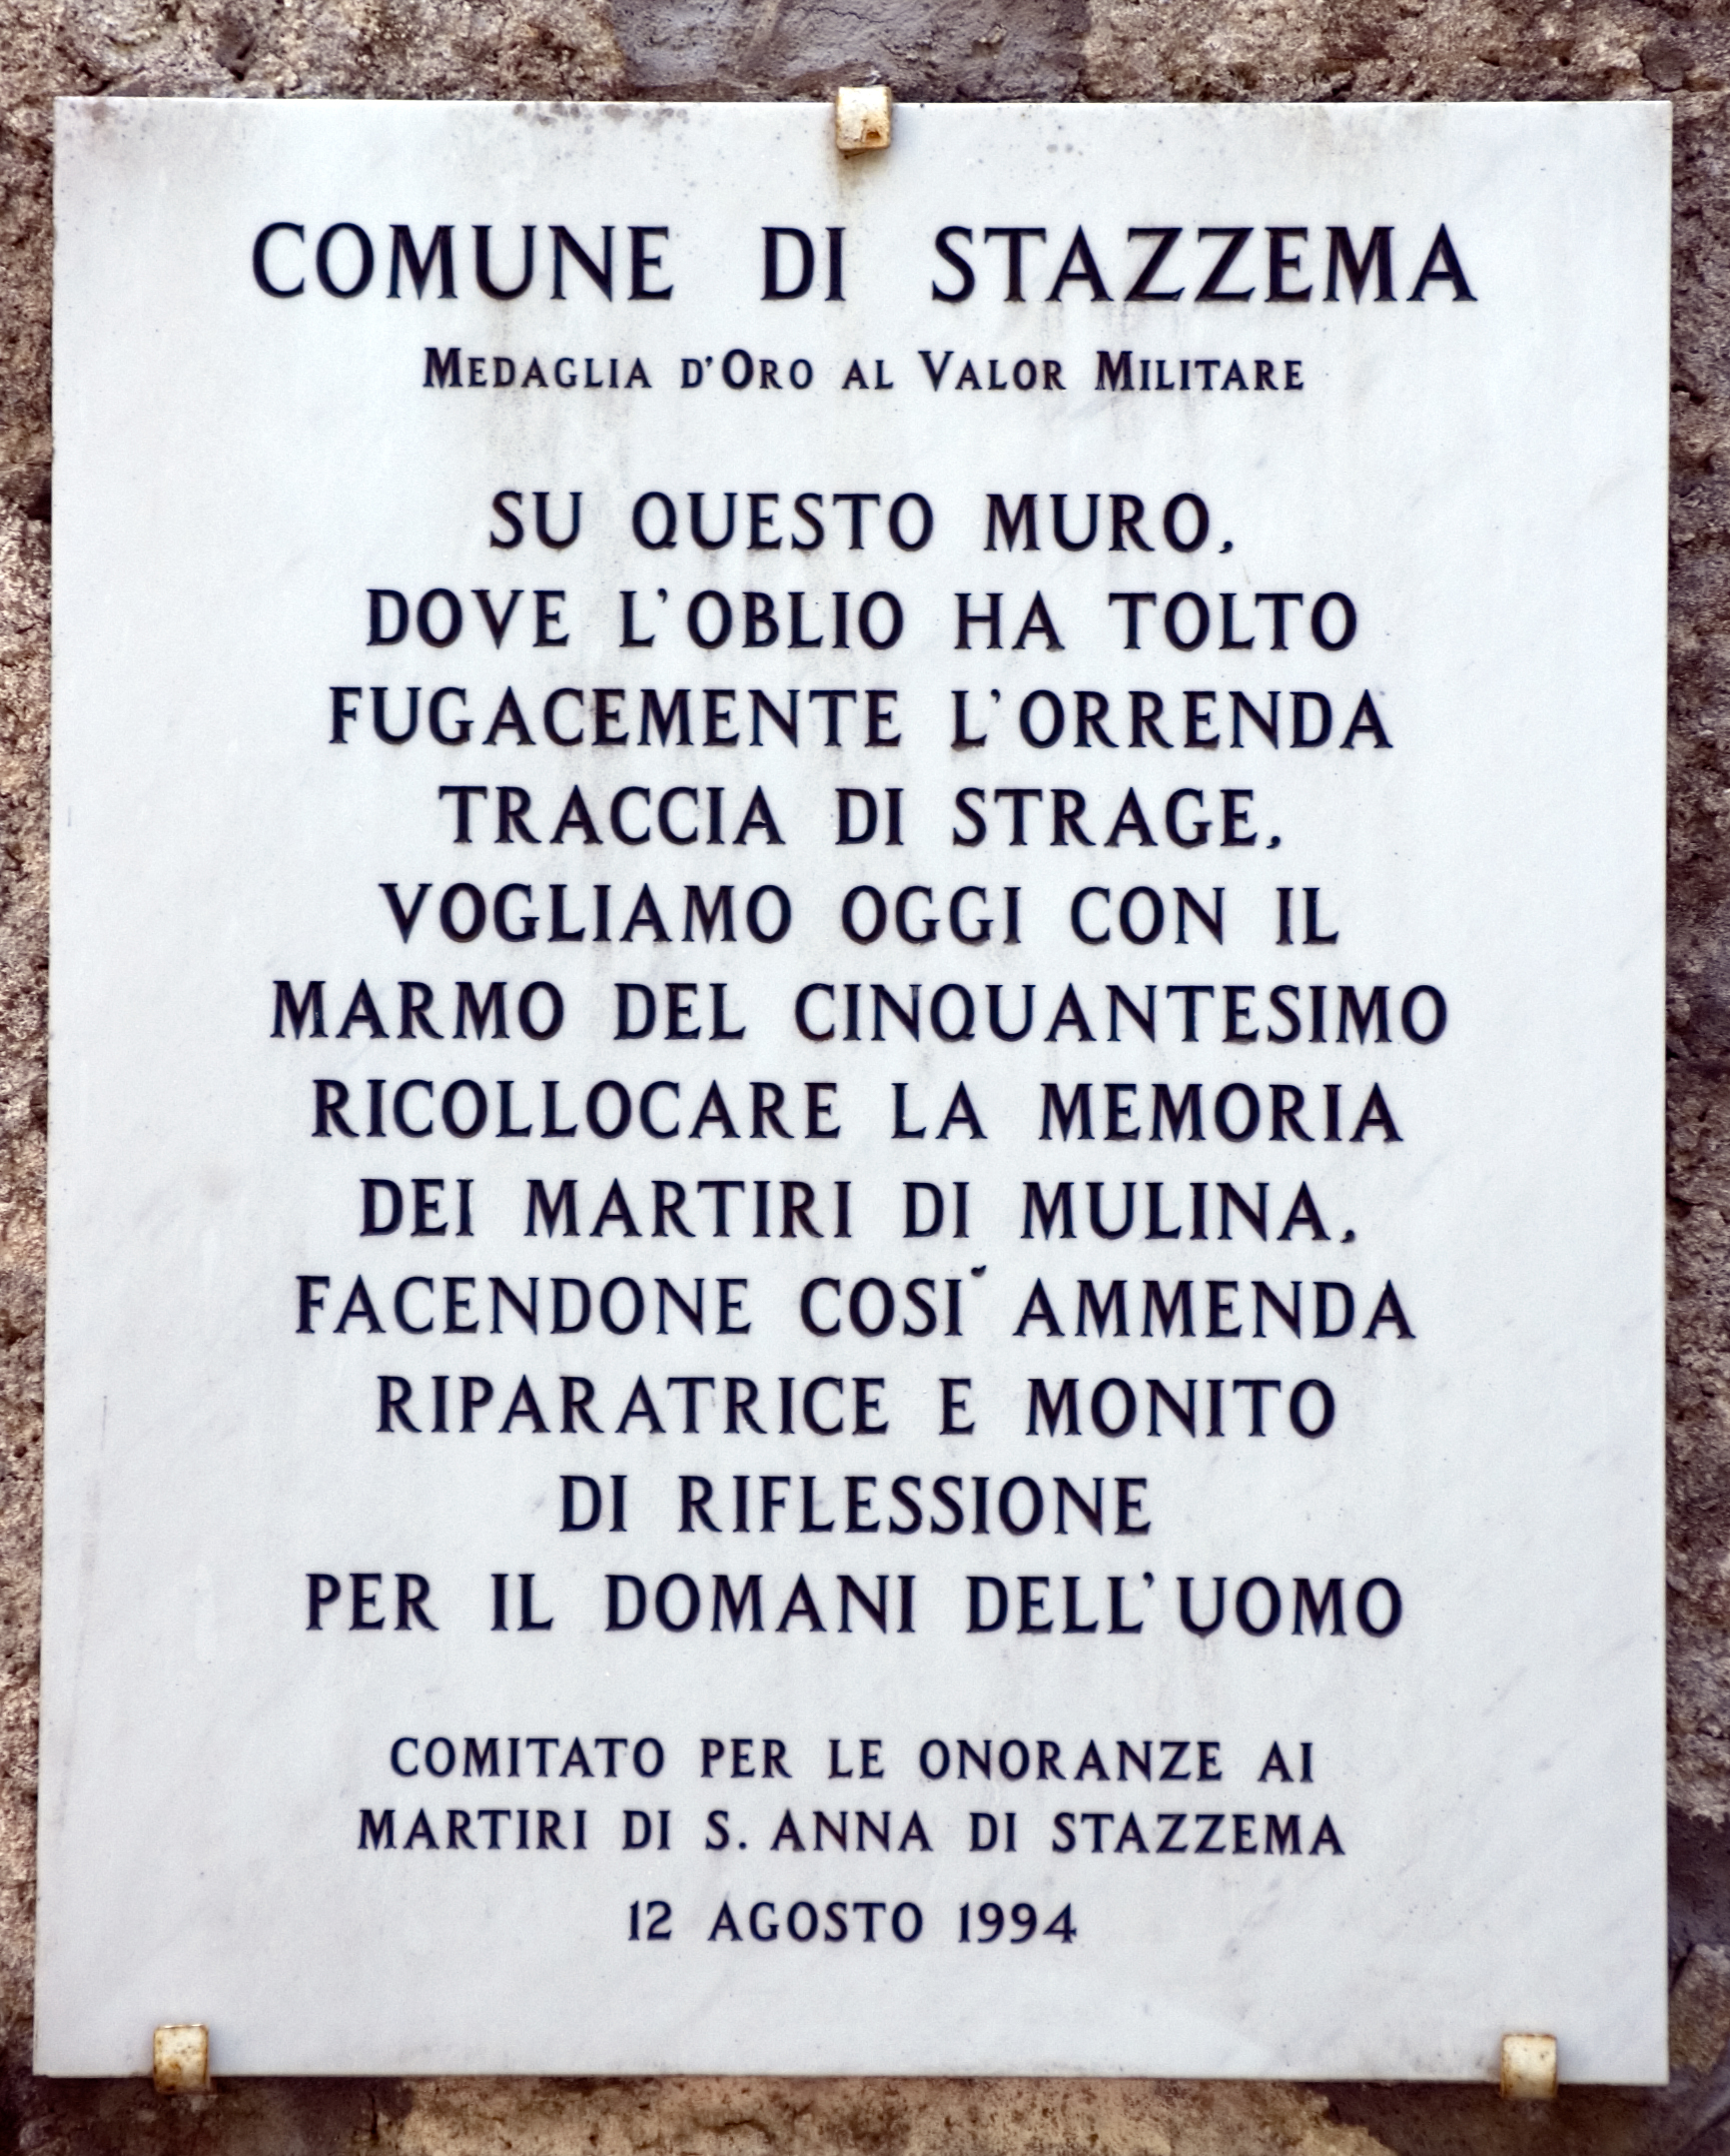 COMUNE DI STAZZEMA
MEDAGLIA D'ORO AL VALOR MILITARE
SU QUESTO MURO,
DOVE L'OBLIO HA TOLTO
FUGACEMENTE L'ORRENDA
TRACCIA DI STRAGE,
VOGLIAMO OGGI CON IL
MARMO DEL CINQUANTESIMO
RICOLLOCARE LA MEMORIA
DEI MARTIRI DI MULINA,
FACENDONE COSI' AMMENDA
RIPARATRICE E MONITO
DI RIFLESSIONE
PER IL DOMANI DELL'UOMO
COMITATO PER LE ONORANZE AI
MARTIRI DI S. ANNA DI STAZZEMA
12 AGOSTO 1994